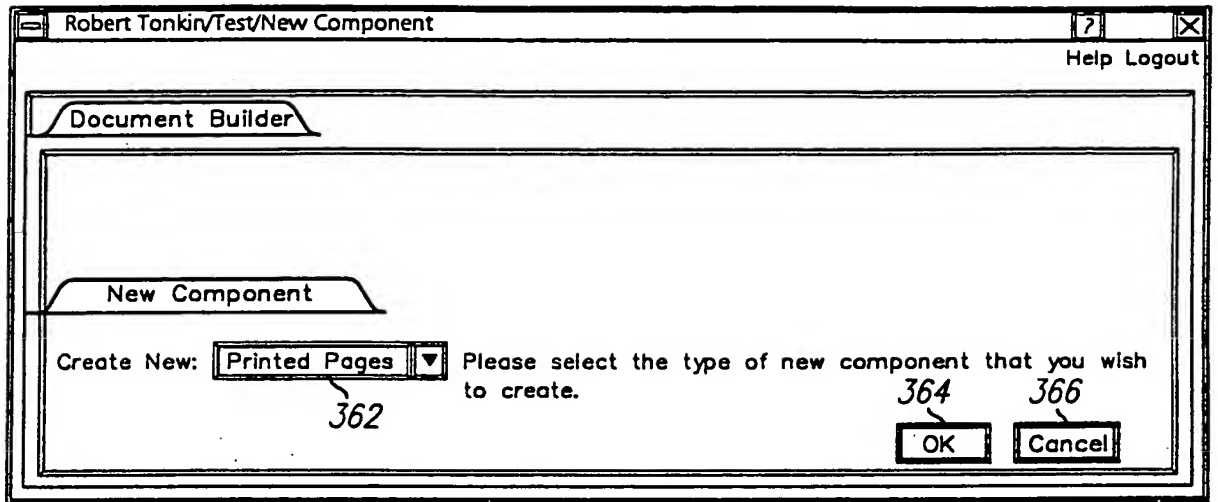 Robert Tonkin/Test/New Component ?
Help Logout
Document Builder
New Component
Create New: Printed Pages Please select the type of new component that you wish
to create.
362
364 366
OK Cancel